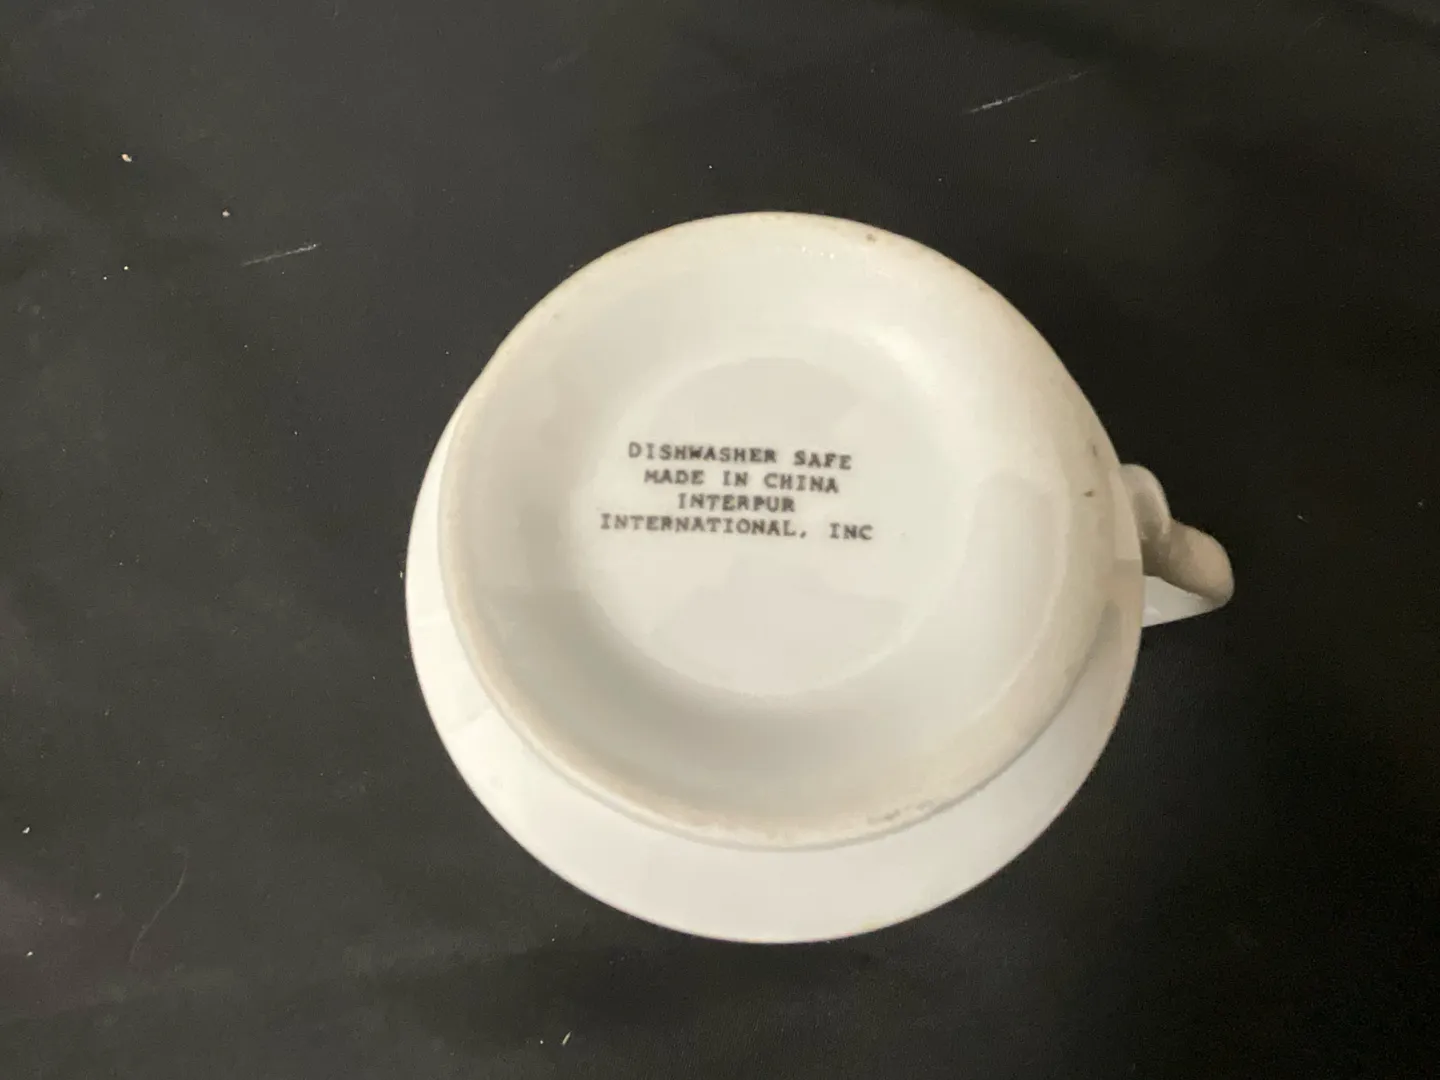 DISHWASHER SAFE
MADE IN CHINA
INTERPUR
INTERNATIONAL, INC